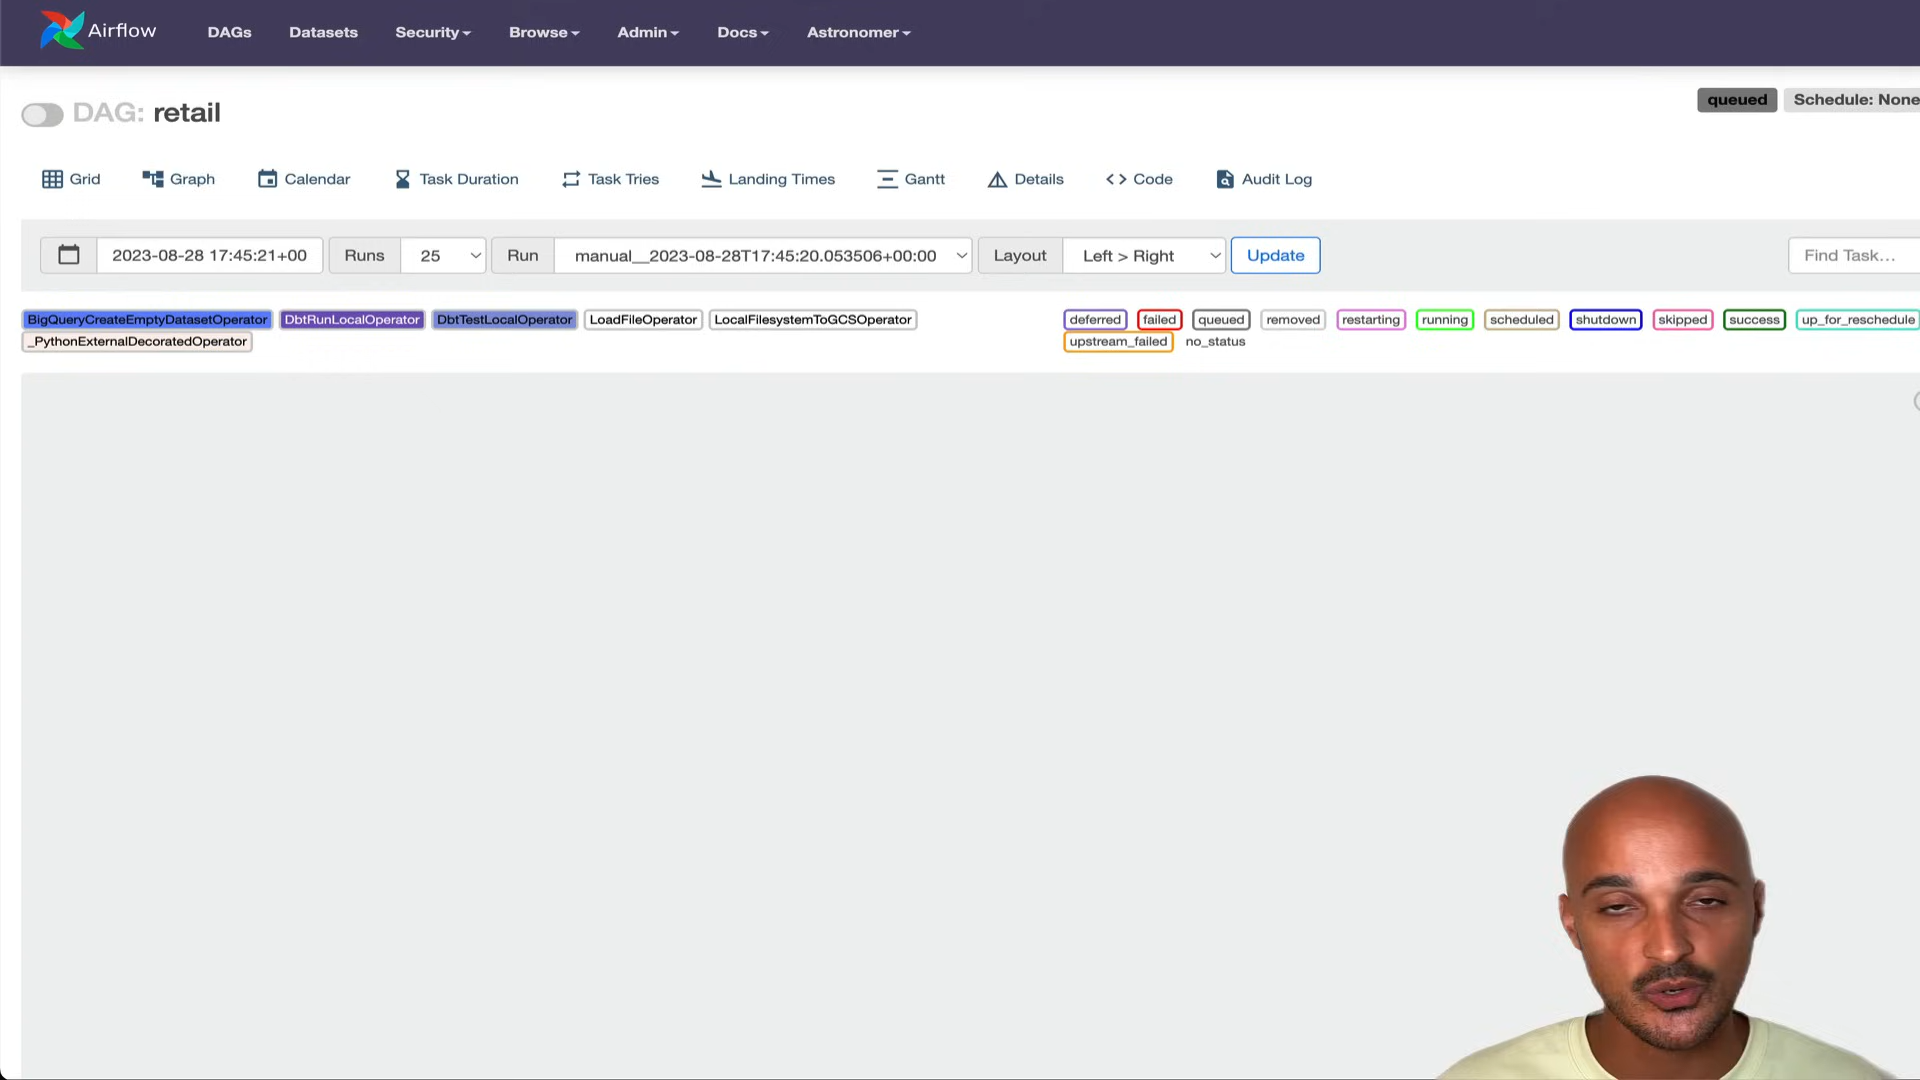 Airflow DAGs Datasets Security Browse Admin Docs Astronomer
DAG: retail
queued Schedule: None
Grid Graph Calendar Task Duration Task Tries Landing Times Gantt Details Code Audit Log
2023-08-28 17:45:21+00 Runs 25 Run manual__2023-08-28T17:45:20.053506+00:00 Layout Left > Right Update Find Task...
BigQueryCreateEmptyDatasetOperator DbtRunLocalOperator DbtTestLocalOperator LoadFileOperator LocalFilesystemToGCSOperator
_PythonExternalDecoratedOperator
deferred failed queued removed restarting running scheduled shutdown skipped success up_for_reschedule
upstream_failed no_status